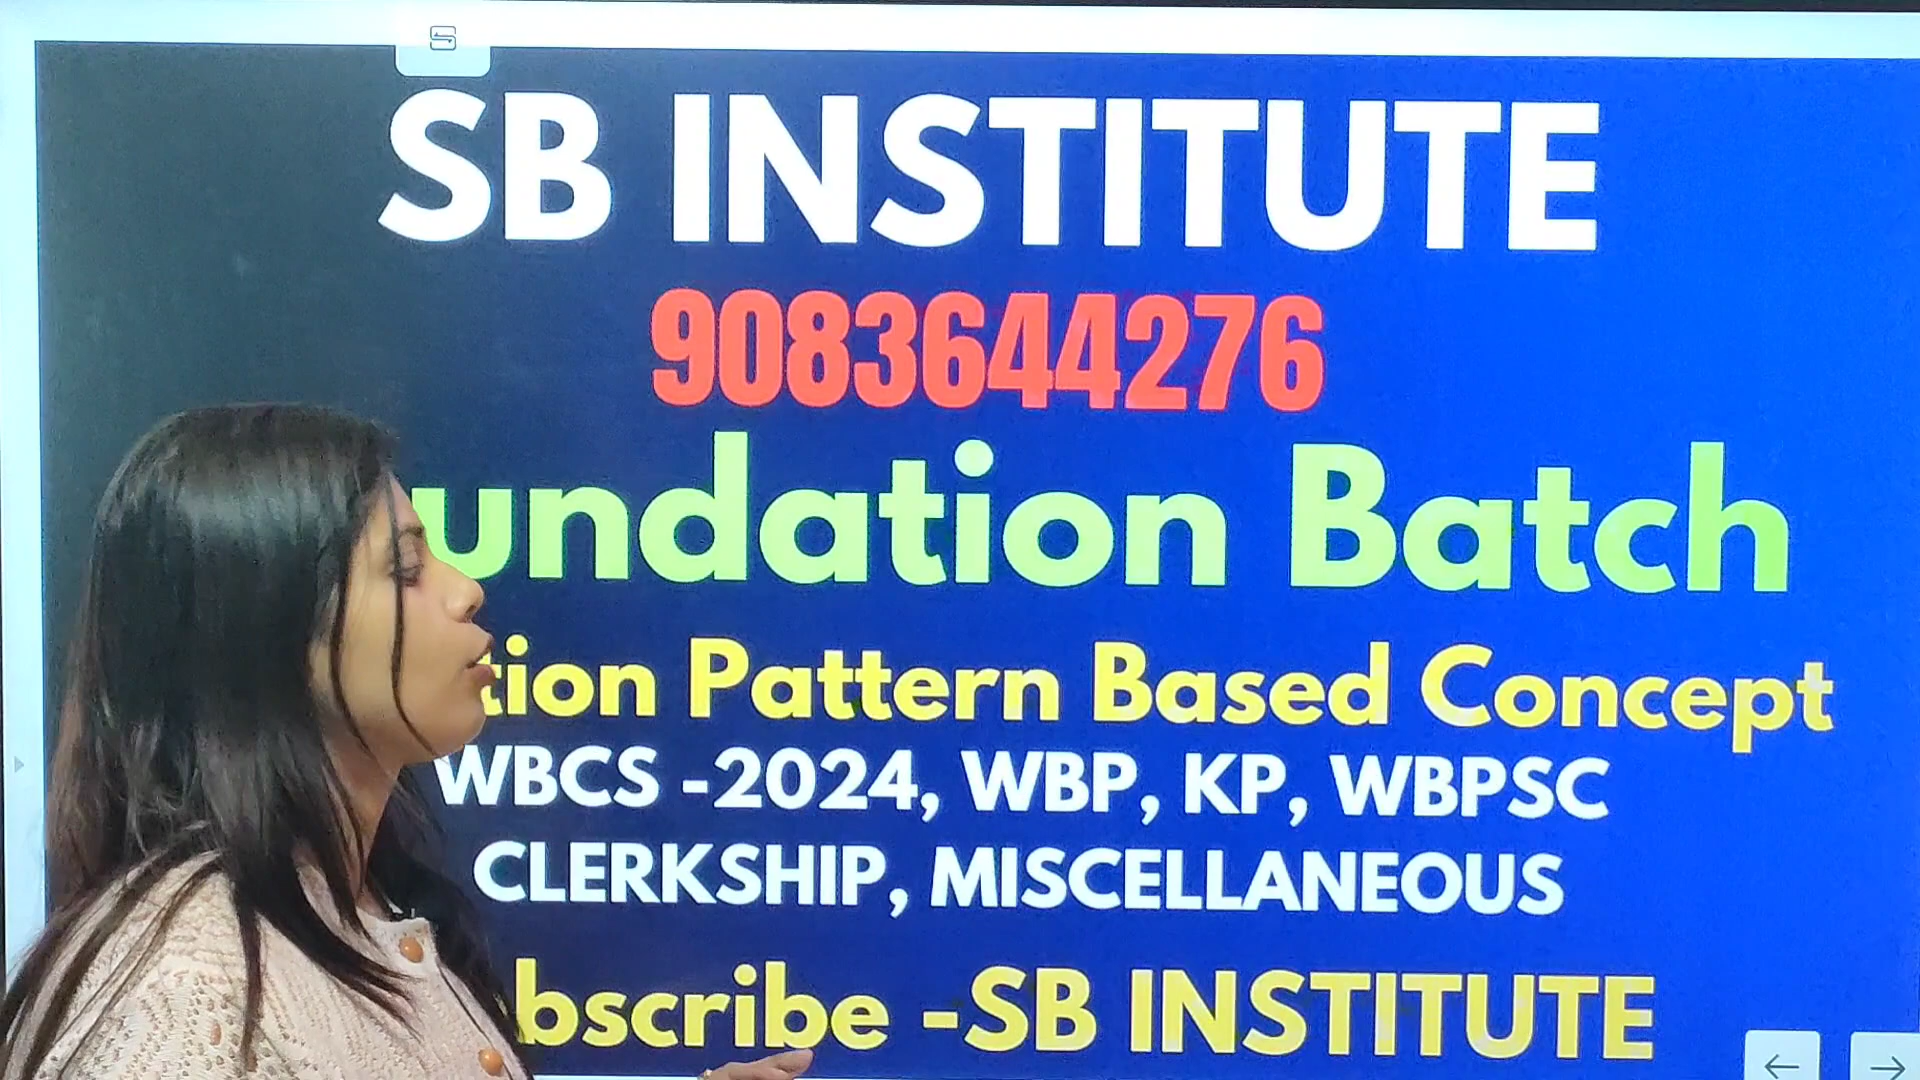 SB INSTITUTE
9083644276
undation Batch
tion Pattern Based Concept
WBCS -2024, WBP, KP, WBPSC
CLERKSHIP, MISCELLANEOUS
bscribe -SB INSTITUTE